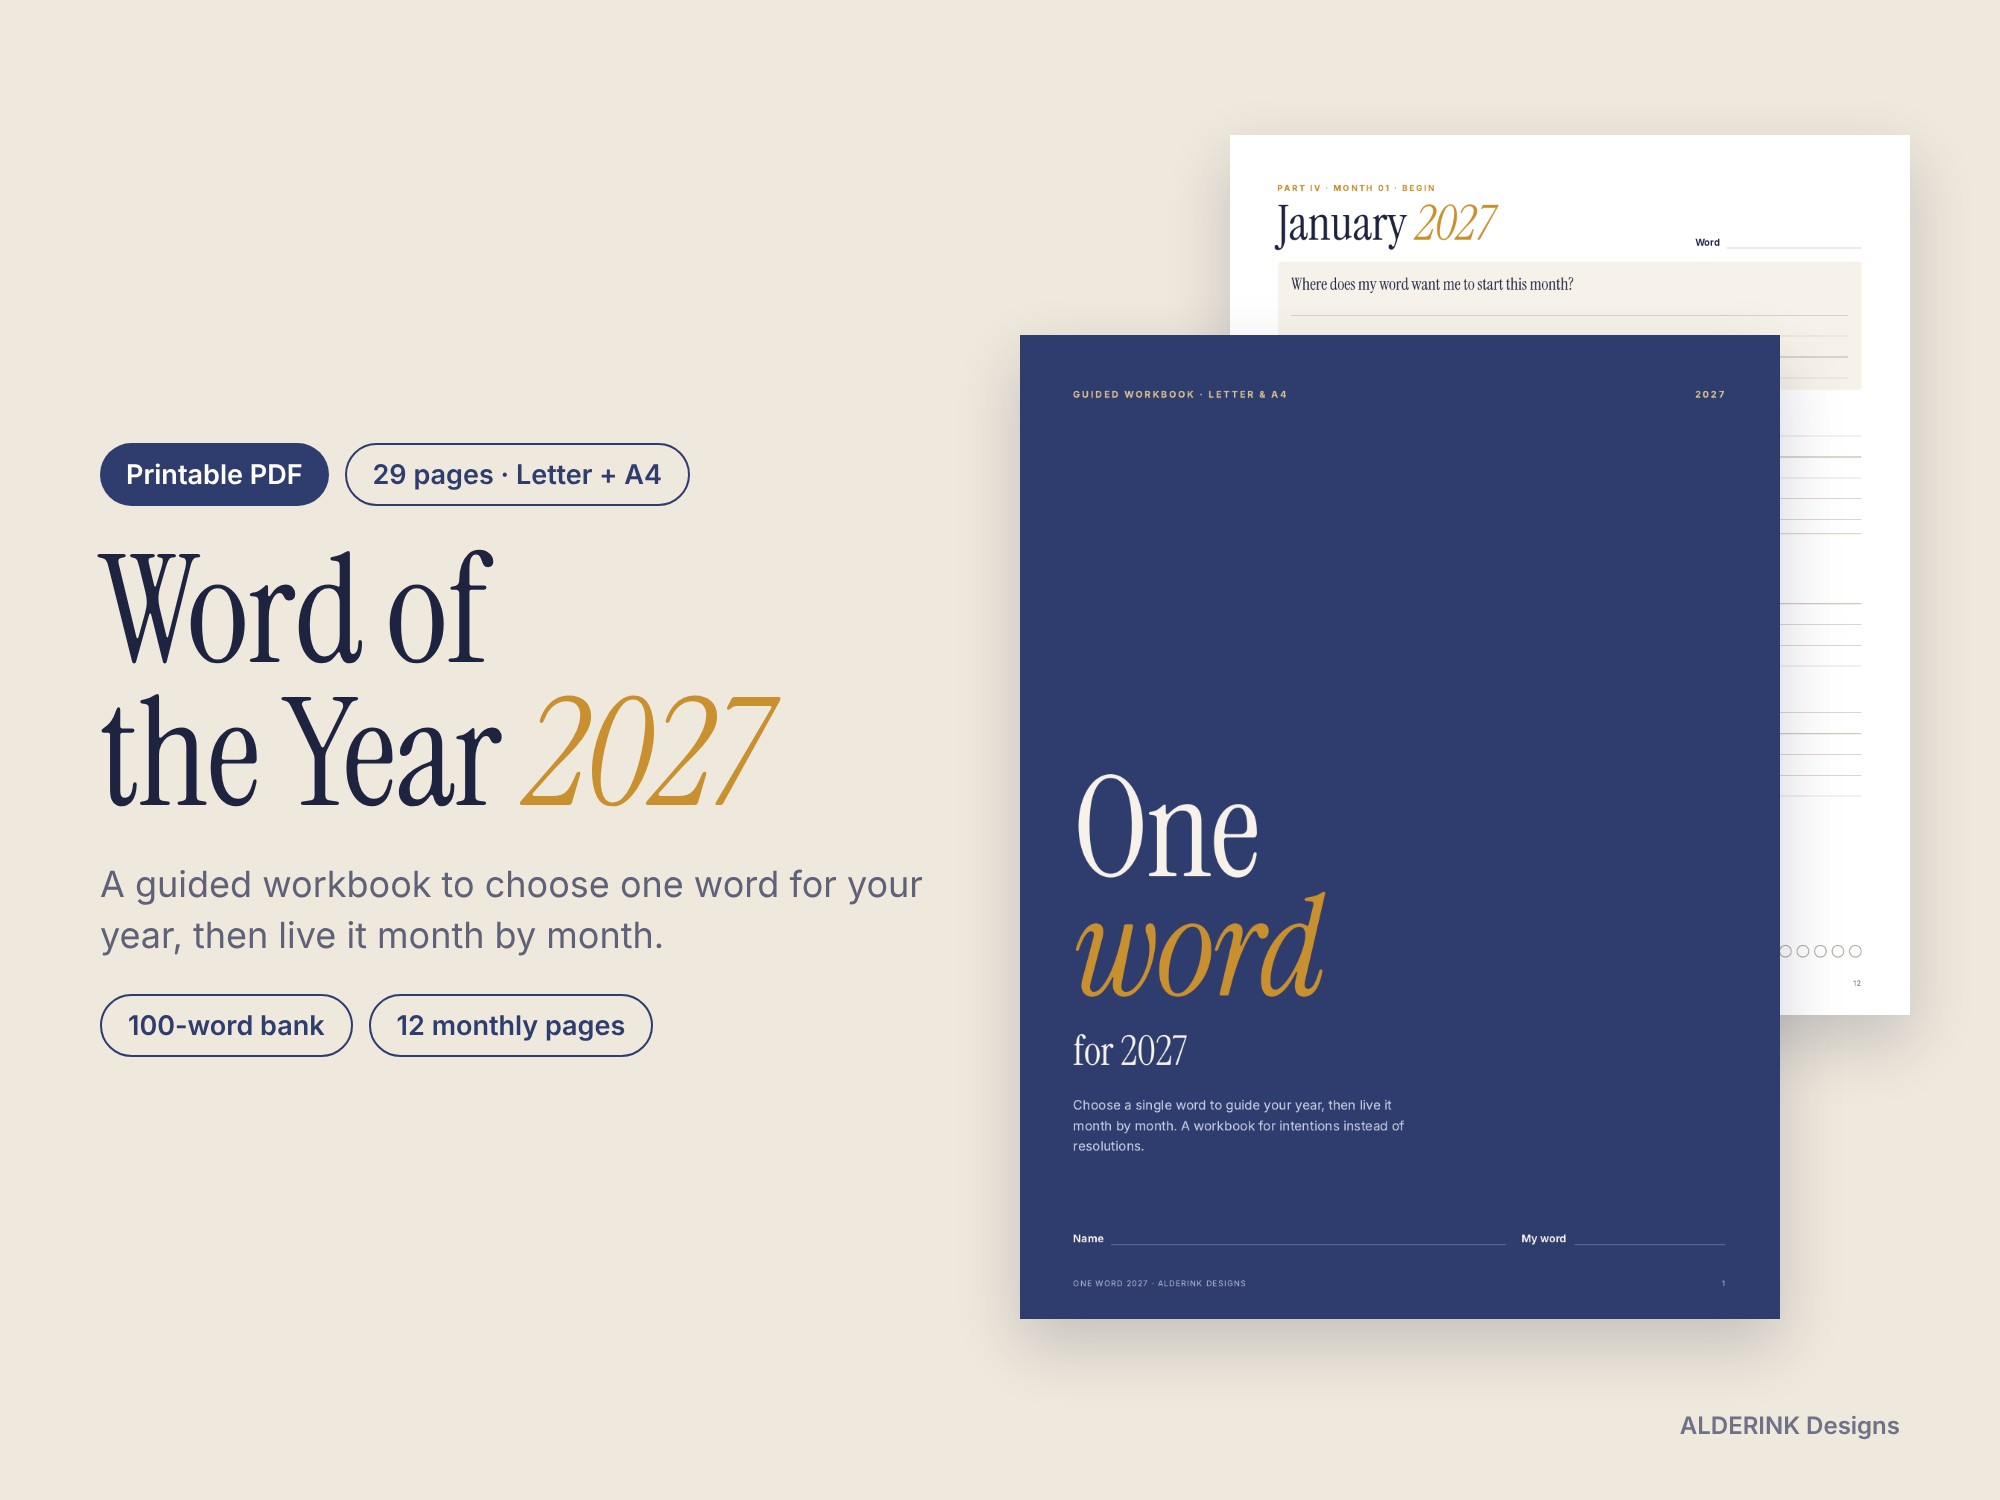 Printable PDF
29 pages · Letter + A4
Word of
the Year 2027
A guided workbook to choose one word for your
year, then live it month by month.
100-word bank
12 monthly pages
PART IV · MONTH 01 · BEGIN
January 2027
Word
Where does my word want me to start this month?
12
GUIDED WORKBOOK · LETTER & A4
2027
One
word
for 2027
Choose a single word to guide your year, then live it
month by month. A workbook for intentions instead of
resolutions.
Name
My word
ONE WORD 2027 · ALDERINK DESIGNS
1
ALDERINK Designs